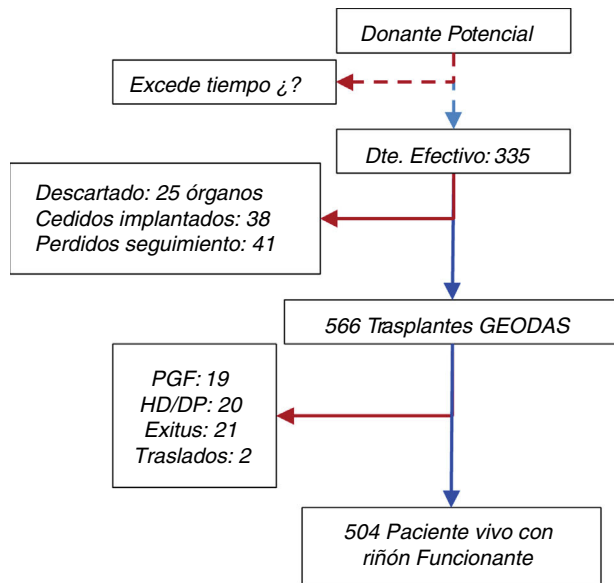 Donante Potencial
Excede tiempo ¿?
Dte. Efectivo: 335
Descartado: 25 órganos
Cedidos implantados: 38
Perdidos seguimiento: 41
566 Trasplantes GEODAS
PGF: 19
HD/DP: 20
Exitus: 21
Traslados: 2
504 Paciente vivo con
riñón Funcionante